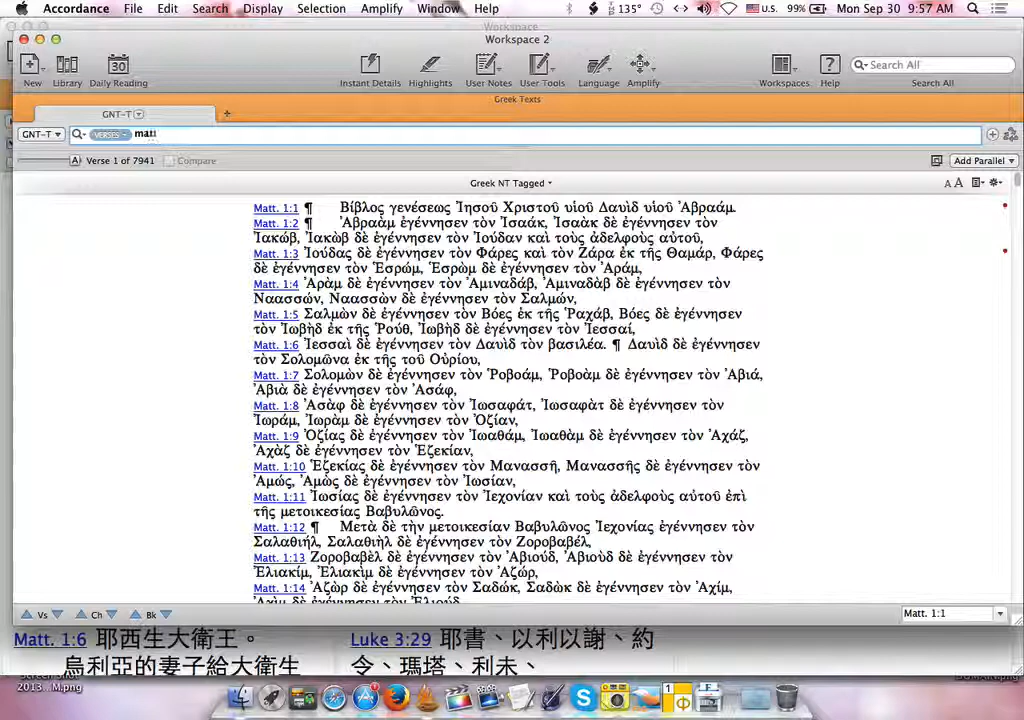 Accordance File Edit Search Display Selection Amplify Window Help 135° U.S. 99% Mon Sep 30 9:57 AM
Workspace
Workspace 2
New Library Daily Reading Instant Details Highlights User Notes User Tools Language Amplify Workspaces Help Search All
Search All
30
Greek Texts
GNT-T
GNT-T VERSES matt
A Verse 1 of 7941 Compare Add Parallel
Greek NT Tagged A A
Matt. 1:1 ¶ Βίβλος γενέσεως Ἰησοῦ Χριστοῦ υἱοῦ Δαυὶδ υἱοῦ Ἀβραάμ.
Matt. 1:2 ¶ Ἀβραὰμ ἐγέννησεν τὸν Ἰσαάκ, Ἰσαὰκ δὲ ἐγέννησεν τὸν
Ἰακώβ, Ἰακὼβ δὲ ἐγέννησεν τὸν Ἰούδαν καὶ τοὺς ἀδελφοὺς αὐτοῦ,
Matt. 1:3 Ἰούδας δὲ ἐγέννησεν τὸν Φάρες καὶ τὸν Ζάρα ἐκ τῆς Θαμάρ, Φάρες
δὲ ἐγέννησεν τὸν Ἑσρώμ, Ἑσρὼμ δὲ ἐγέννησεν τὸν Ἀράμ,
Matt. 1:4 Ἀρὰμ δὲ ἐγέννησεν τὸν Ἀμιναδάβ, Ἀμιναδὰβ δὲ ἐγέννησεν τὸν
Ναασσών, Ναασσὼν δὲ ἐγέννησεν τὸν Σαλμών,
Matt. 1:5 Σαλμὼν δὲ ἐγέννησεν τὸν Βόες ἐκ τῆς Ῥαχάβ, Βόες δὲ ἐγέννησεν
τὸν Ἰωβὴδ ἐκ τῆς Ῥούθ, Ἰωβὴδ δὲ ἐγέννησεν τὸν Ἰεσσαί,
Matt. 1:6 Ἰεσσαὶ δὲ ἐγέννησεν τὸν Δαυὶδ τὸν βασιλέα. ¶ Δαυὶδ δὲ ἐγέννησεν
τὸν Σολομῶνα ἐκ τῆς τοῦ Οὐρίου,
Matt. 1:7 Σολομὼν δὲ ἐγέννησεν τὸν Ῥοβοάμ, Ῥοβοὰμ δὲ ἐγέννησεν τὸν Ἀβιά,
Ἀβιὰ δὲ ἐγέννησεν τὸν Ἀσάφ,
Matt. 1:8 Ἀσὰφ δὲ ἐγέννησεν τὸν Ἰωσαφάτ, Ἰωσαφὰτ δὲ ἐγέννησεν τὸν
Ἰωράμ, Ἰωρὰμ δὲ ἐγέννησεν τὸν Ὀζίαν,
Matt. 1:9 Ὀζίας δὲ ἐγέννησεν τὸν Ἰωαθάμ, Ἰωαθὰμ δὲ ἐγέννησεν τὸν Ἀχάζ,
Ἀχὰζ δὲ ἐγέννησεν τὸν Ἑζεκίαν,
Matt. 1:10 Ἑζεκίας δὲ ἐγέννησεν τὸν Μανασσῆ, Μανασσῆς δὲ ἐγέννησεν τὸν
Ἀμώς, Ἀμὼς δὲ ἐγέννησεν τὸν Ἰωσίαν,
Matt. 1:11 Ἰωσίας δὲ ἐγέννησεν τὸν Ἰεχονίαν καὶ τοὺς ἀδελφοὺς αὐτοῦ ἐπὶ
τῆς μετοικεσίας Βαβυλῶνος.
Matt. 1:12 ¶ Μετὰ δὲ τὴν μετοικεσίαν Βαβυλῶνος Ἰεχονίας ἐγέννησεν τὸν
Σαλαθιήλ, Σαλαθιὴλ δὲ ἐγέννησεν τὸν Ζοροβαβέλ,
Matt. 1:13 Ζοροβαβὲλ δὲ ἐγέννησεν τὸν Ἀβιούδ, Ἀβιοὺδ δὲ ἐγέννησεν τὸν
Ἐλιακίμ, Ἐλιακὶμ δὲ ἐγέννησεν τὸν Ἀζώρ,
Matt. 1:14 Ἀζὼρ δὲ ἐγέννησεν τὸν Σαδώκ, Σαδὼκ δὲ ἐγέννησεν τὸν Ἀχίμ,
Ἀχὶμ δὲ ἐγέννησεν τὸν Ἐλιούδ,
Vs Ch Bk Matt. 1:1
Matt. 1:6 耶西生大衛王。 Luke 3:29 耶書、以利以謝、約
烏利亞的妻子給大衛生 令、瑪塔、利未、
2013...M.png